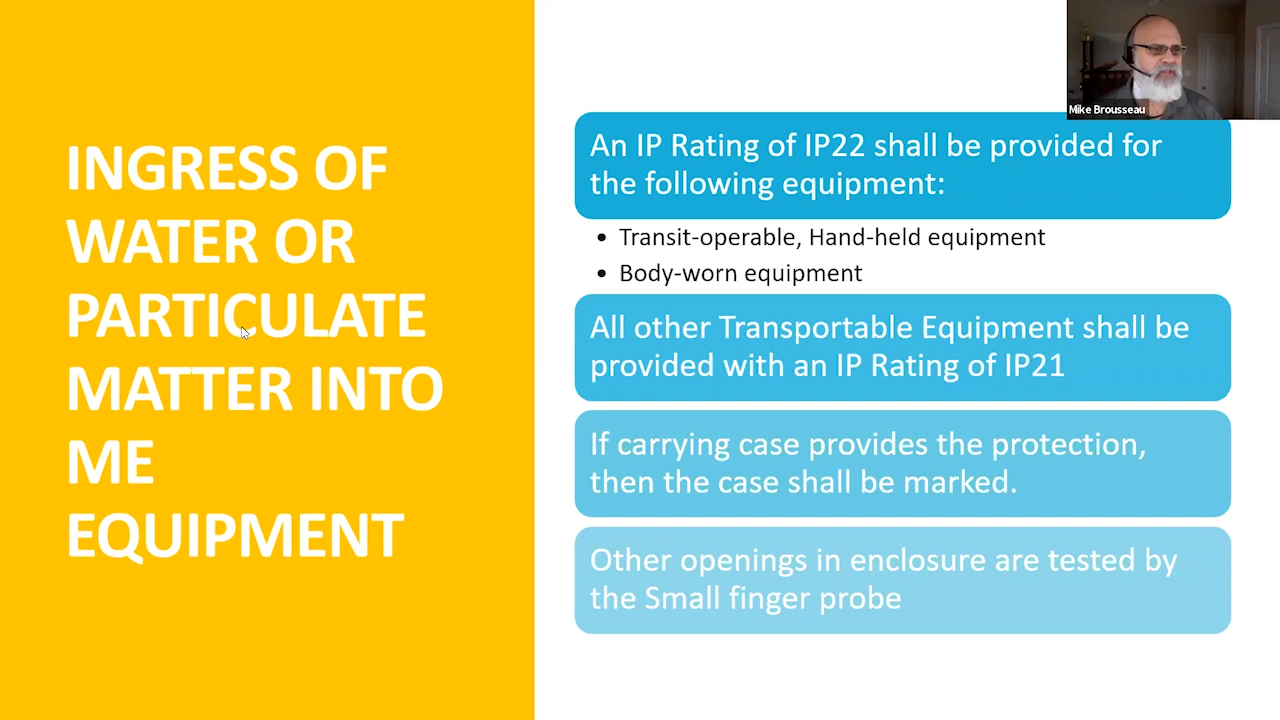 INGRESS OF
WATER OR
PARTICULATE
MATTER INTO
ME
EQUIPMENT
Mike Brousseau
An IP Rating of IP22 shall be provided for
the following equipment:
• Transit-operable, Hand-held equipment
• Body-worn equipment
All other Transportable Equipment shall be
provided with an IP Rating of IP21
If carrying case provides the protection,
then the case shall be marked.
Other openings in enclosure are tested by
the Small finger probe